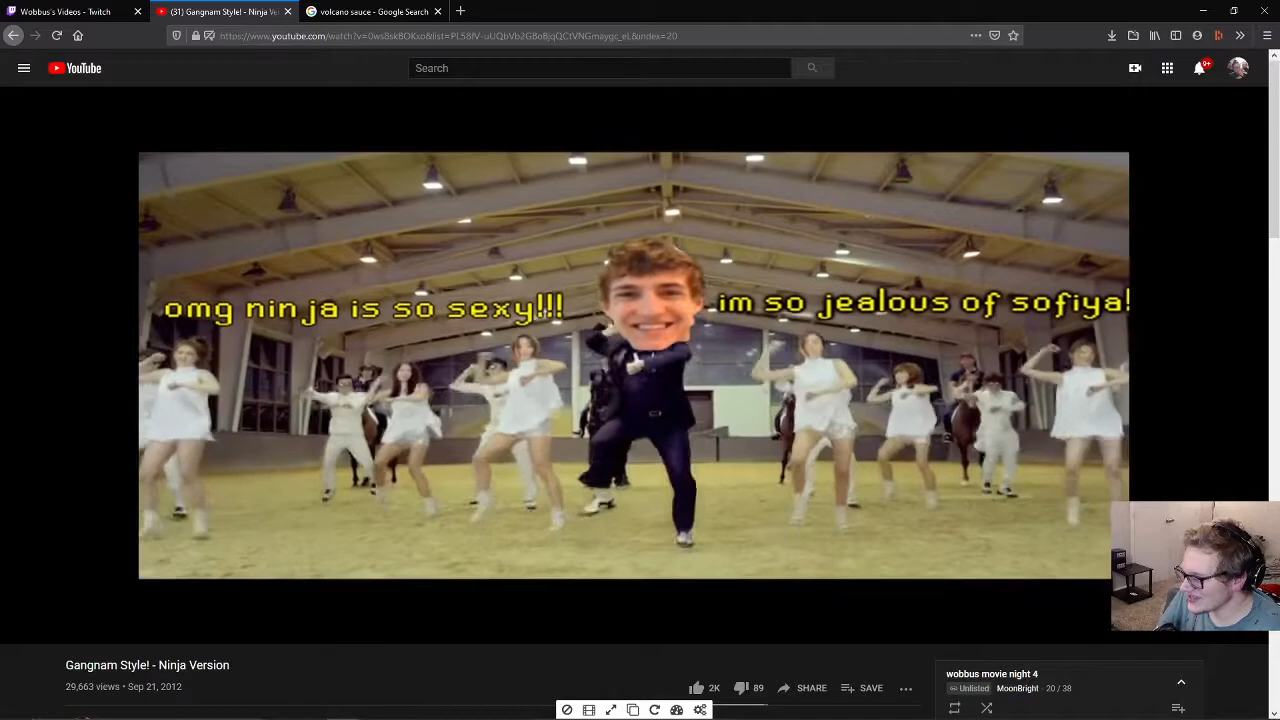 Wobbus's Videos - Twitch
(31) Gangnam Style! - Ninja Ve
volcano sauce - Google Search
YouTube
Search
9+
omg ninja is so sexy!!!
im so jealous of sofiya!
Gangnam Style! - Ninja Version
29,663 views • Sep 21, 2012
2K
89
SHARE
SAVE
wobbus movie night 4
Unlisted
MoonBright · 20 / 38